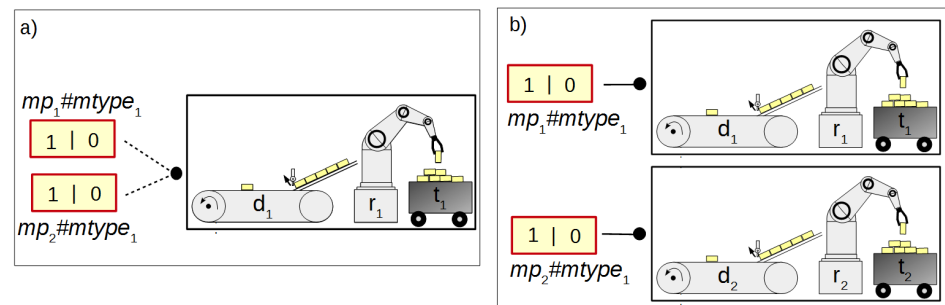 a)
mp₁#mtype₁
1 | 0
1 | 0
mp₂#mtype₁
d₁
r₁
t₁
b)
1 | 0
mp₁#mtype₁
d₁
r₁
t₁
1 | 0
mp₂#mtype₁
d₂
r₂
t₂